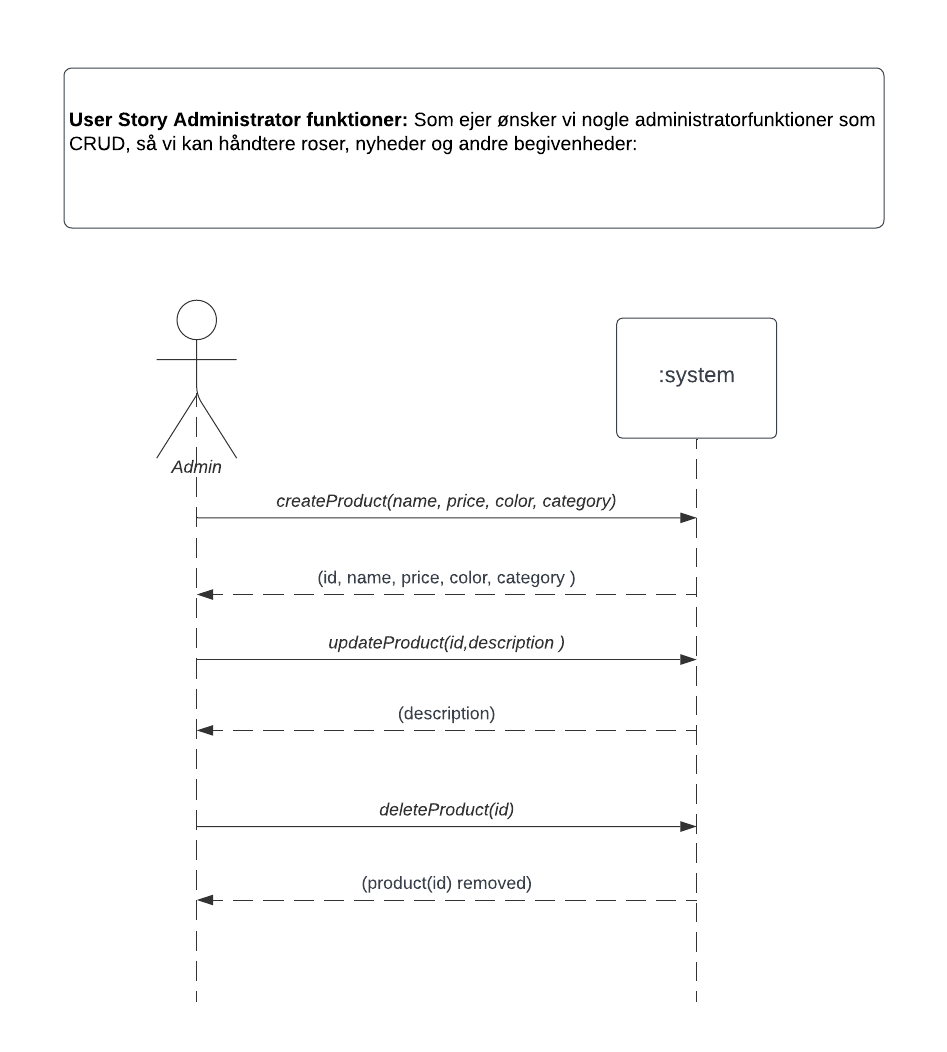 User Story Administrator funktioner: Som ejer ønsker vi nogle administratorfunktioner som
CRUD, så vi kan håndtere roser, nyheder og andre begivenheder:
:system
Admin
createProduct(name, price, color, category)
(id, name, price, color, category )
updateProduct(id,description )
(description)
deleteProduct(id)
(product(id) removed)